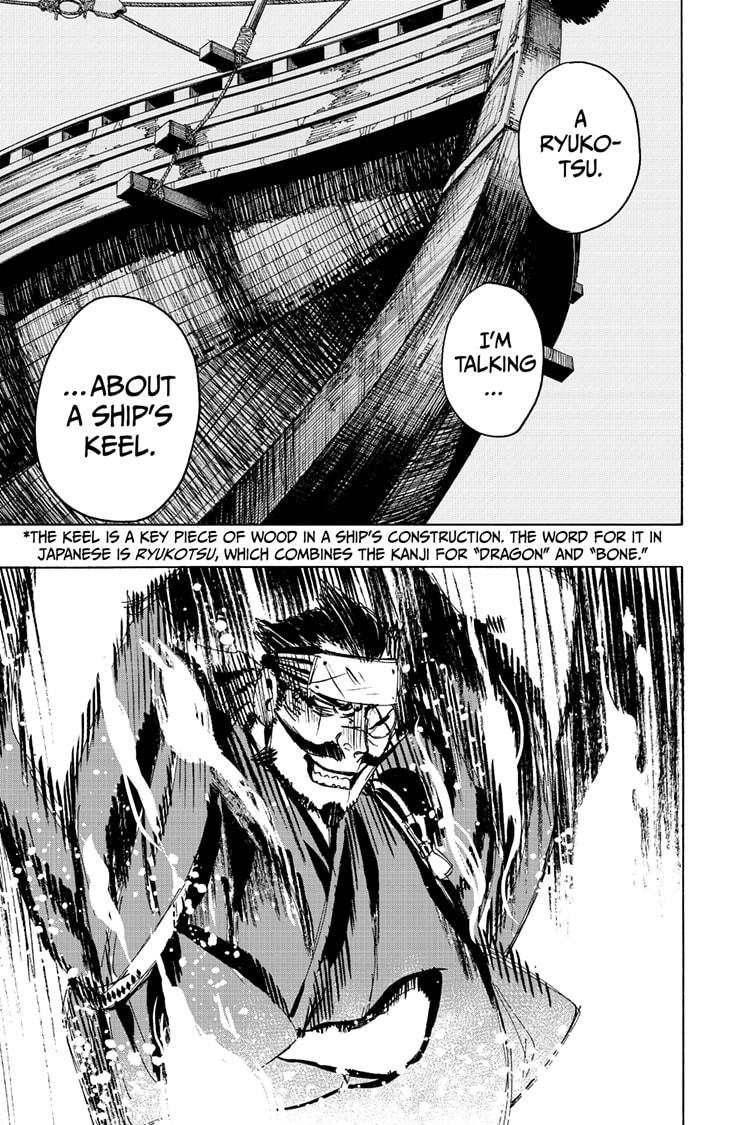 A
RYUKO-
TSU.
I'M
TALKING
...
...ABOUT
A SHIP'S
KEEL.
*THE KEEL IS A KEY PIECE OF WOOD IN A SHIP'S CONSTRUCTION. THE WORD FOR IT IN
JAPANESE IS RYUKOTSU, WHICH COMBINES THE KANJI FOR "DRAGON" AND "BONE."